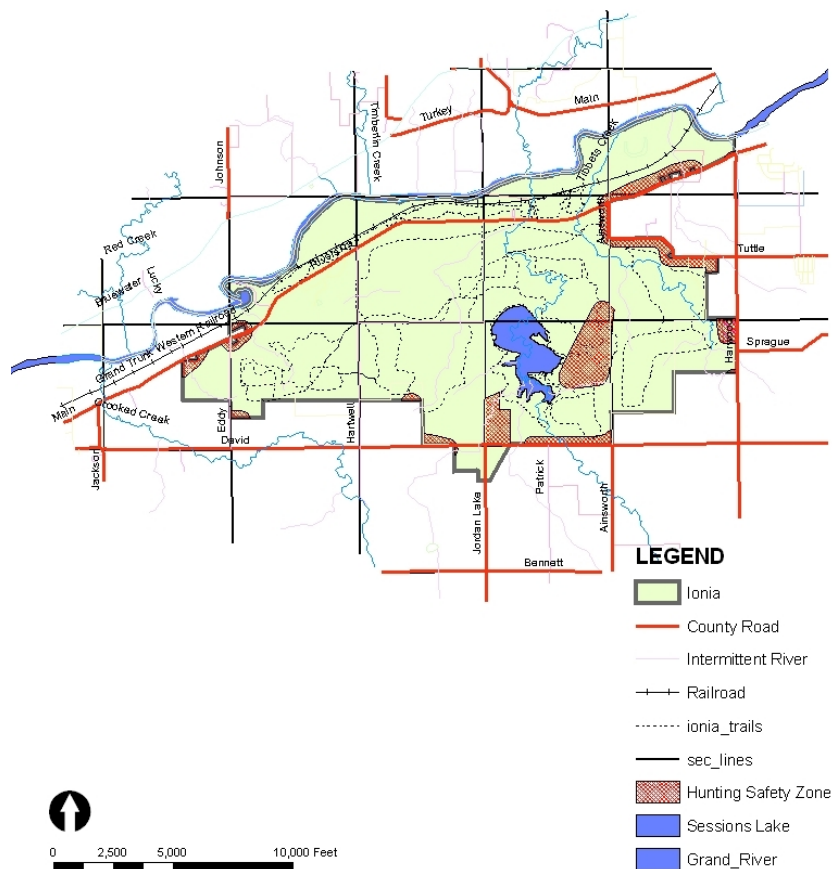 Main
Turkey
Timberlin Creek
Johnson
Tibbets Creek
Ainsworth
Red Creek
Tuttle
Riverside
Lucky
Bluewater
Grand Trunk Western Railroad
Harwood
Sprague
Main
Crooked Creek
Eddy
Hartwell
David
Jackson
Patrick
Jordan Lake
Ainsworth
Bennett
LEGEND
Ionia
County Road
Intermittent River
Railroad
ionia_trails
sec_lines
Hunting Safety Zone
Sessions Lake
Grand_River
0 2,500 5,000 10,000 Feet